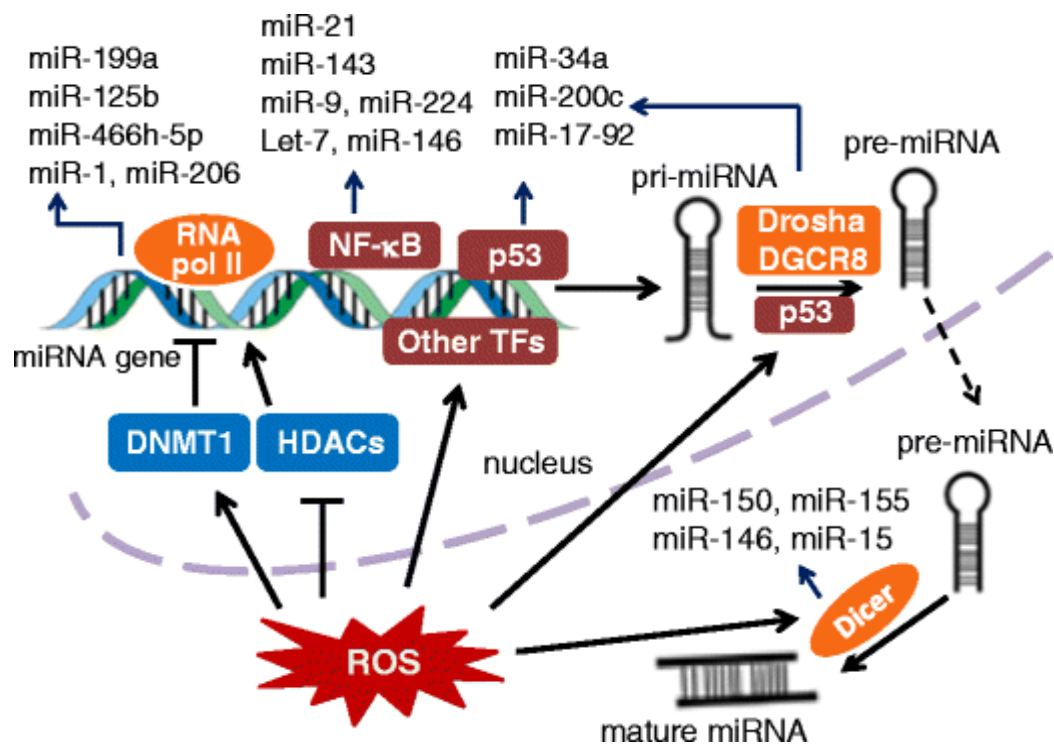 miR-199a
miR-125b
miR-466h-5p
miR-1, miR-206
miR-21
miR-143
miR-9, miR-224
Let-7, miR-146
miR-34a
miR-200c
miR-17-92
pri-miRNA
pre-miRNA
RNA
pol II
NF-κB
p53
Drosha
DGCR8
p53
Other TFs
miRNA gene
DNMT1
HDACs
nucleus
pre-miRNA
miR-150, miR-155
miR-146, miR-15
Dicer
ROS
mature miRNA